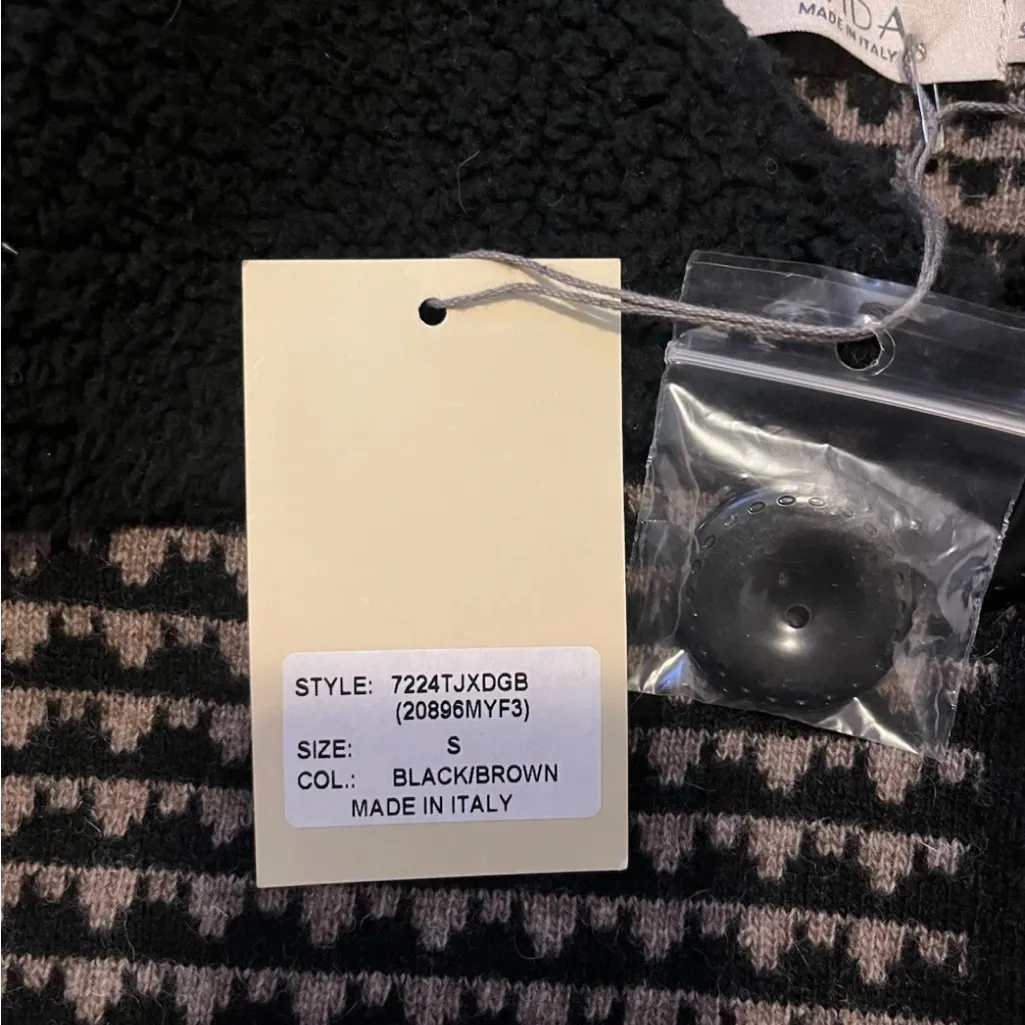 MADE IN ITALY
S
STYLE: 7224TJXDGB
(20896MYF3)
SIZE: S
COL.: BLACK/BROWN
MADE IN ITALY